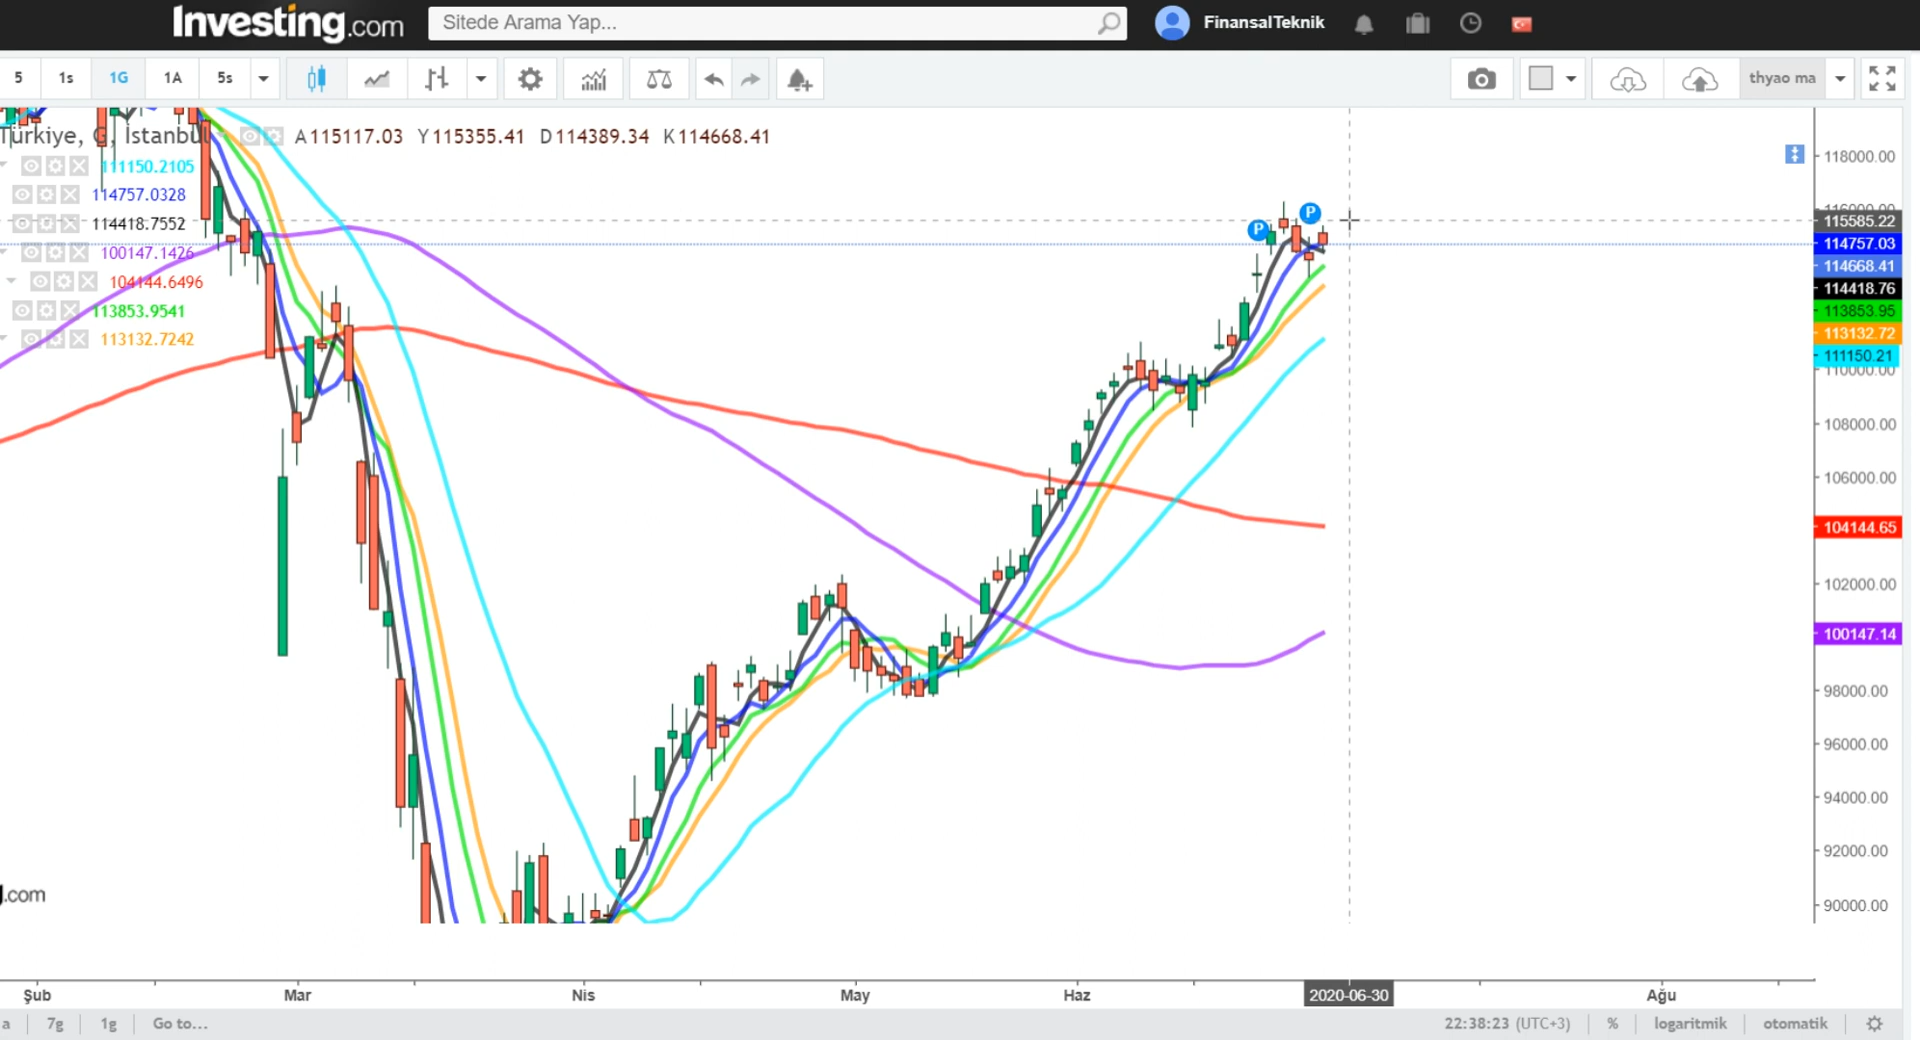 Investing.com
Sitede Arama Yap...
FinansalTeknik
5 1s 1G 1A 5s
thyao ma
Türkiye, G, İstanbul A115117.03 Y115355.41 D114389.34 K114668.41
111150.2105
114757.0328
114418.7552
100147.1426
104144.6496
113853.9541
113132.7242
P
P
118000.00
116000.00
115585.22
114757.03
114668.41
114418.76
113853.95
113132.72
111150.21
110000.00
108000.00
106000.00
104144.65
102000.00
100147.14
98000.00
96000.00
94000.00
92000.00
90000.00
.com
Şub Mar Nis May Haz 2020-06-30 Ağu
a 7g 1g Go to... 22:38:23 (UTC+3) % logaritmik otomatik